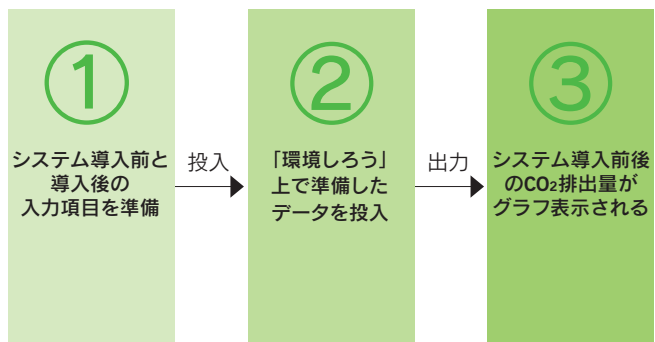 ①
システム導入前と
導入後の
入力項目を準備
投入
②
「環境しろう」
上で準備した
データを投入
出力
③
システム導入前後
のCO₂排出量が
グラフ表示される